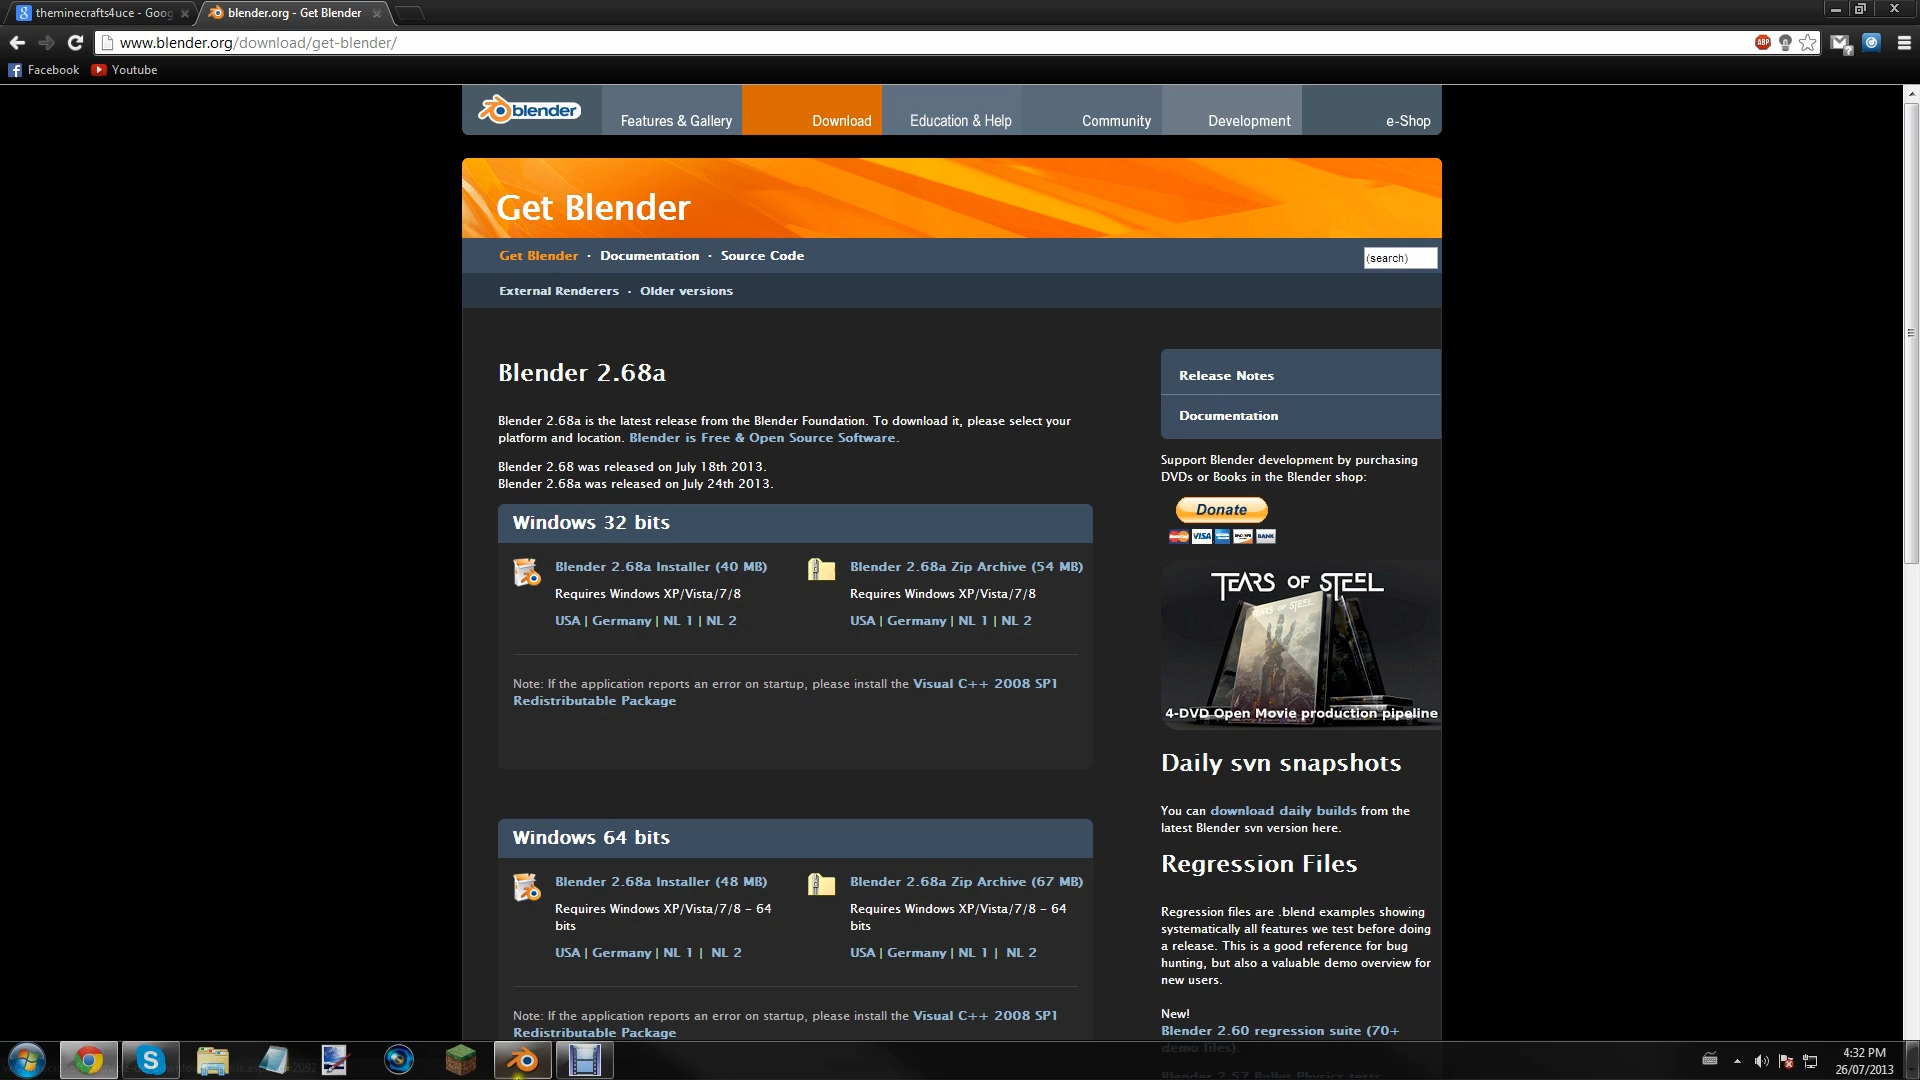 theminecrafts4uce - Goog
blender.org - Get Blender
www.blender.org/download/get-blender/
ABP
Facebook
Youtube
blender
Features & Gallery
Download
Education & Help
Community
Development
e-Shop
Get Blender
Get Blender · Documentation · Source Code
(search)
External Renderers · Older versions
Blender 2.68a
Blender 2.68a is the latest release from the Blender Foundation. To download it, please select your
platform and location. Blender is Free & Open Source Software.
Blender 2.68 was released on July 18th 2013.
Blender 2.68a was released on July 24th 2013.
Windows 32 bits
Blender 2.68a Installer (40 MB)
Requires Windows XP/Vista/7/8
USA | Germany | NL 1 | NL 2
Blender 2.68a Zip Archive (54 MB)
Requires Windows XP/Vista/7/8
USA | Germany | NL 1 | NL 2
Note: If the application reports an error on startup, please install the Visual C++ 2008 SP1
Redistributable Package
Windows 64 bits
Blender 2.68a Installer (48 MB)
Requires Windows XP/Vista/7/8 - 64
bits
USA | Germany | NL 1 | NL 2
Blender 2.68a Zip Archive (67 MB)
Requires Windows XP/Vista/7/8 - 64
bits
USA | Germany | NL 1 | NL 2
Note: If the application reports an error on startup, please install the Visual C++ 2008 SP1
Redistributable Package
Release Notes
Documentation
Support Blender development by purchasing
DVDs or Books in the Blender shop:
Donate
VISA
BANK
TEARS OF STEEL
TEARS OF STEEL
4-DVD Open Movie production pipeline
Daily svn snapshots
You can download daily builds from the
latest Blender svn version here.
Regression Files
Regression files are .blend examples showing
systematically all features we test before doing
a release. This is a good reference for bug
hunting, but also a valuable demo overview for
new users.
New!
Blender 2.60 regression suite (70+
demo files).
Blender 2.57 Bullet Physics tests
4:32 PM
26/07/2013